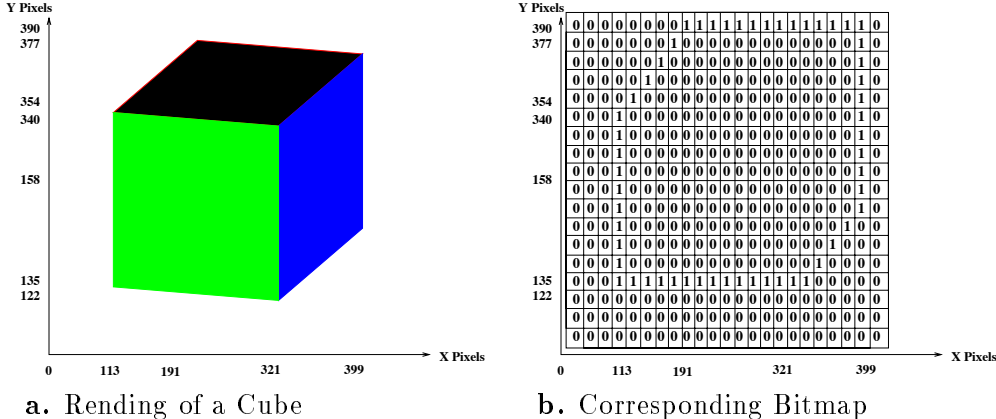 Y Pixels
390
377
354
340
158
135
122
0 113 191 321 399
X Pixels
a. Rending of a Cube
Y Pixels
390
377
354
340
158
135
122
0 0 0 0 0 0 0 0 1 1 1 1 1 1 1 1 1 1 1 1 1 1 0
0 0 0 0 0 0 0 1 0 0 0 0 0 0 0 0 0 0 0 0 0 1 0
0 0 0 0 0 0 1 0 0 0 0 0 0 0 0 0 0 0 0 0 0 1 0
0 0 0 0 0 1 0 0 0 0 0 0 0 0 0 0 0 0 0 0 0 1 0
0 0 0 0 1 0 0 0 0 0 0 0 0 0 0 0 0 0 0 0 0 1 0
0 0 0 1 0 0 0 0 0 0 0 0 0 0 0 0 0 0 0 0 0 1 0
0 0 0 1 0 0 0 0 0 0 0 0 0 0 0 0 0 0 0 0 0 1 0
0 0 0 1 0 0 0 0 0 0 0 0 0 0 0 0 0 0 0 0 0 1 0
0 0 0 1 0 0 0 0 0 0 0 0 0 0 0 0 0 0 0 0 0 1 0
0 0 0 1 0 0 0 0 0 0 0 0 0 0 0 0 0 0 0 0 0 1 0
0 0 0 1 0 0 0 0 0 0 0 0 0 0 0 0 0 0 0 0 0 1 0
0 0 0 1 0 0 0 0 0 0 0 0 0 0 0 0 0 0 0 0 1 0 0
0 0 0 1 0 0 0 0 0 0 0 0 0 0 0 0 0 0 0 1 0 0 0
0 0 0 1 0 0 0 0 0 0 0 0 0 0 0 0 0 0 1 0 0 0 0
0 0 0 1 1 1 1 1 1 1 1 1 1 1 1 1 1 1 0 0 0 0 0
0 0 0 0 0 0 0 0 0 0 0 0 0 0 0 0 0 0 0 0 0 0 0
0 0 0 0 0 0 0 0 0 0 0 0 0 0 0 0 0 0 0 0 0 0 0
0 0 0 0 0 0 0 0 0 0 0 0 0 0 0 0 0 0 0 0 0 0 0
0 113 191 321 399
X Pixels
b. Corresponding Bitmap